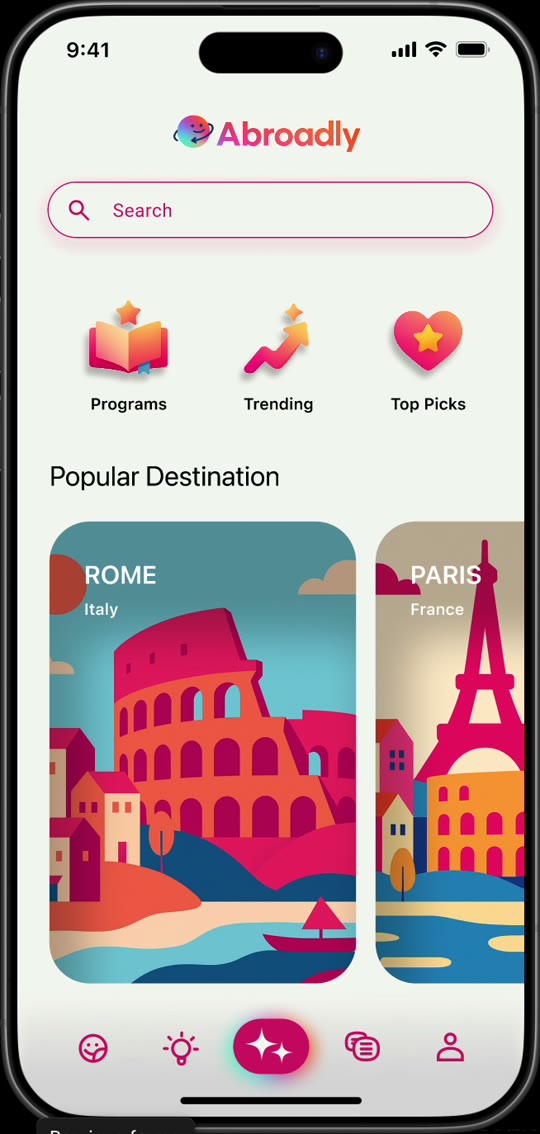 9:41
Abroadly
Search
Programs Trending Top Picks
Popular Destination
ROME
Italy
PARIS
France